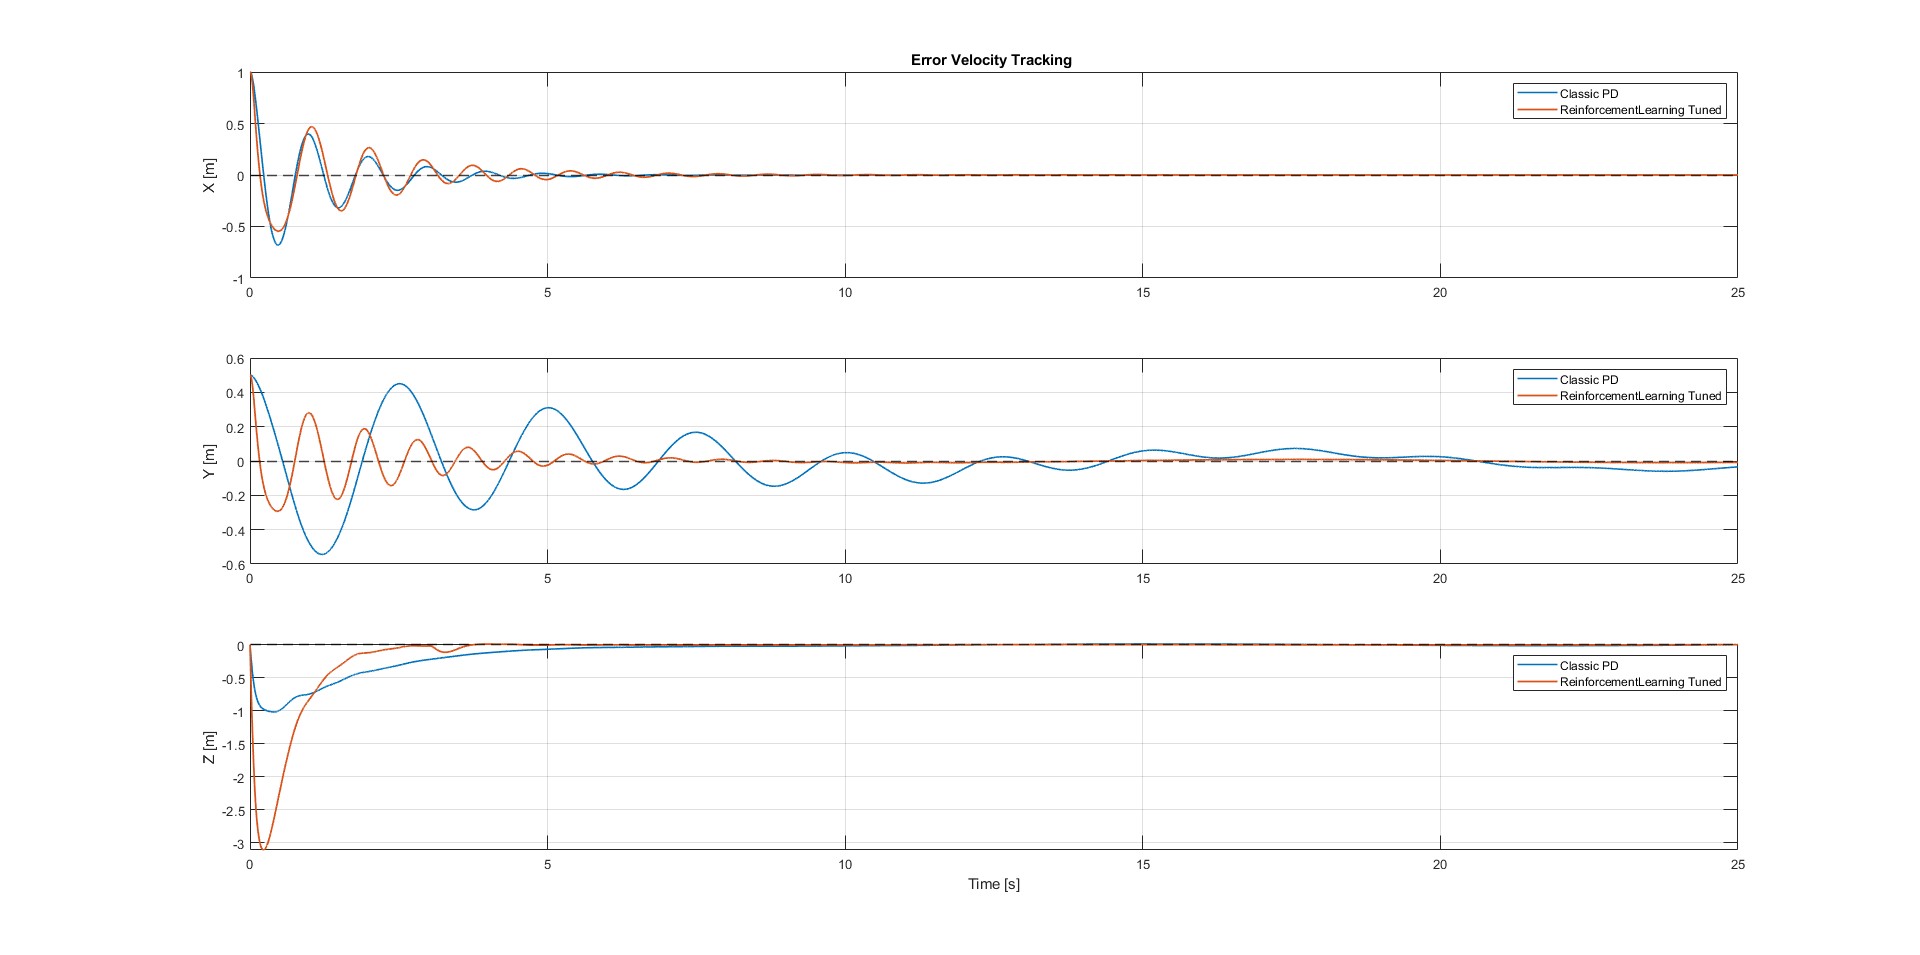 Error Velocity Tracking
1
0.5
0
-0.5
-1
X [m]
0 5 10 15 20 25
Classic PD
ReinforcementLearning Tuned
0.6
0.4
0.2
0
-0.2
-0.4
-0.6
Y [m]
0 5 10 15 20 25
Classic PD
ReinforcementLearning Tuned
0
-0.5
-1
-1.5
-2
-2.5
-3
Z [m]
0 5 10 15 20 25
Classic PD
ReinforcementLearning Tuned
Time [s]